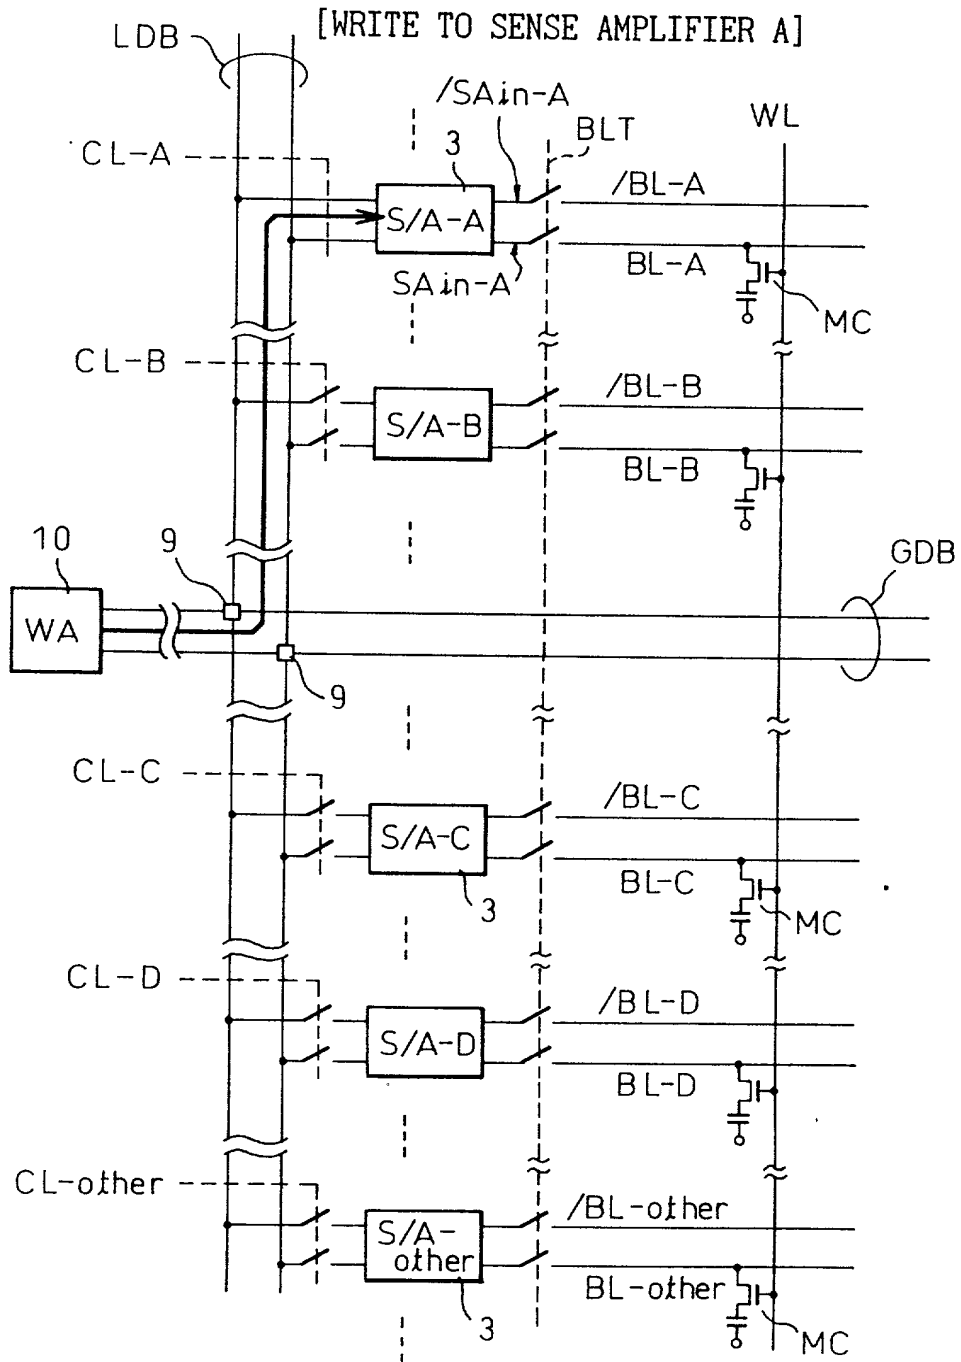 [WRITE TO SENSE AMPLIFIER A]
LDB
/SAin-A
WL
BLT
CL-A
3
/BL-A
S/A-A
BL-A
SAin-A
MC
CL-B
/BL-B
S/A-B
BL-B
10
9
GDB
WA
9
CL-C
/BL-C
S/A-C
BL-C
3
MC
CL-D
/BL-D
S/A-D
BL-D
CL-other
/BL-other
S/A-
other
BL-other
3
MC